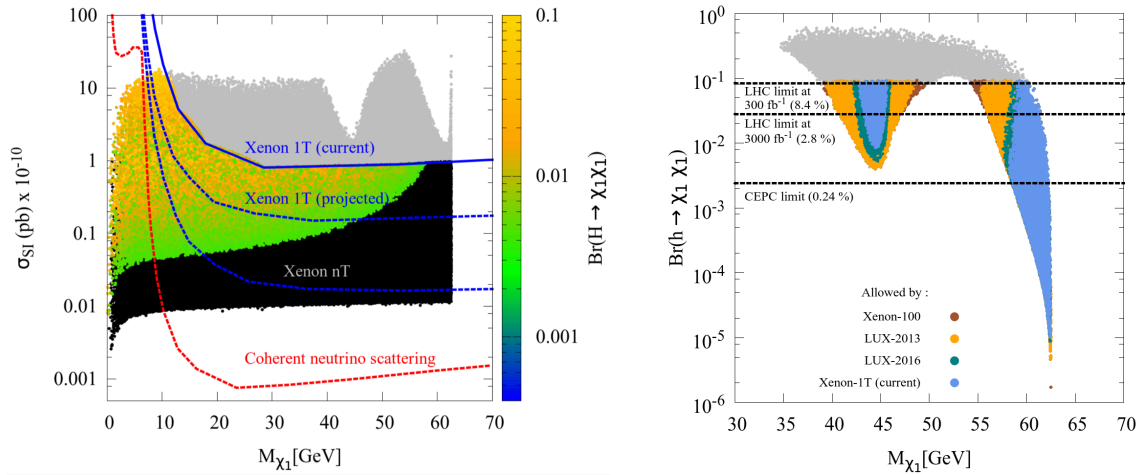 100
10
1
0.1
0.01
0.001
σSI (pb) x 10⁻¹⁰
0 10 20 30 40 50 60 70
Mχ₁[GeV]
Xenon 1T (current)
Xenon 1T (projected)
Xenon nT
Coherent neutrino scattering
0.1
0.01
0.001
Br(H → χ₁χ₁)
10⁰
10⁻¹
10⁻²
10⁻³
10⁻⁴
10⁻⁵
10⁻⁶
Br(h → χ₁ χ₁)
LHC limit at
300 fb⁻¹ (8.4 %)
LHC limit at
3000 fb⁻¹ (2.8 %)
CEPC limit (0.24 %)
Allowed by :
Xenon-100
LUX-2013
LUX-2016
Xenon-1T (current)
30 35 40 45 50 55 60 65 70
Mχ₁[GeV]